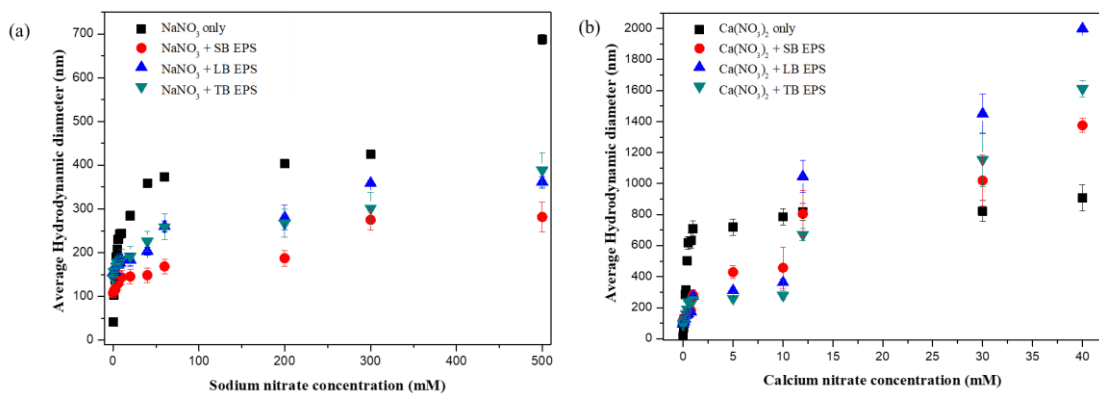 (a)
NaNO3 only
NaNO3 + SB EPS
NaNO3 + LB EPS
NaNO3 + TB EPS
Average Hydrodynamic diameter (nm)
700
600
500
400
300
200
100
0
0 100 200 300 400 500
Sodium nitrate concentration (mM)
(b)
Ca(NO3)2 only
Ca(NO3)2 + SB EPS
Ca(NO3)2 + LB EPS
Ca(NO3)2 + TB EPS
Average Hydrodynamic diameter (nm)
2000
1800
1600
1400
1200
1000
800
600
400
200
0
0 5 10 15 20 25 30 35 40
Calcium nitrate concentration (mM)